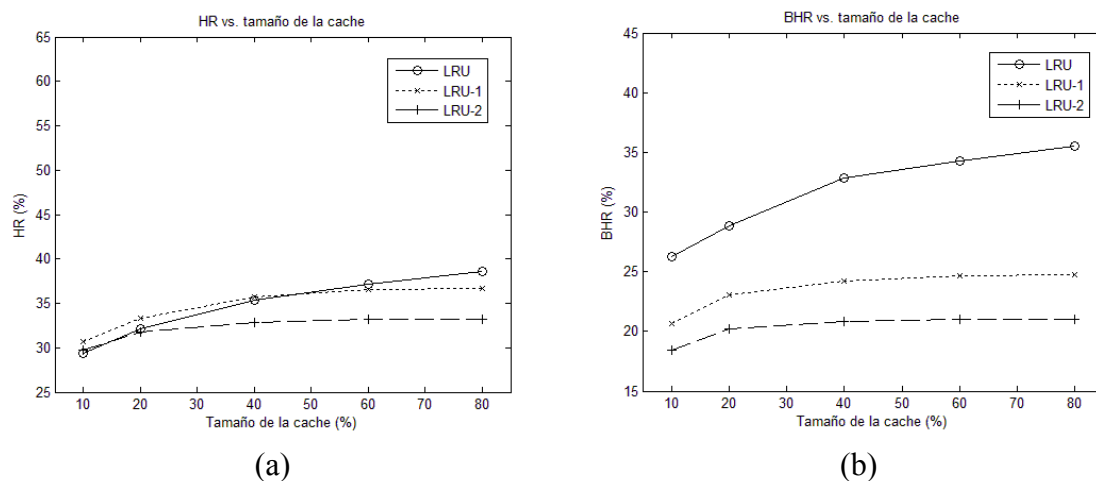 HR vs. tamaño de la cache
65
60
55
50
45
40
35
30
25
HR (%)
LRU
LRU-1
LRU-2
10 20 30 40 50 60 70 80
Tamaño de la cache (%)
(a)
BHR vs. tamaño de la cache
45
40
35
30
25
20
15
BHR (%)
LRU
LRU-1
LRU-2
10 20 30 40 50 60 70 80
Tamaño de la cache (%)
(b)